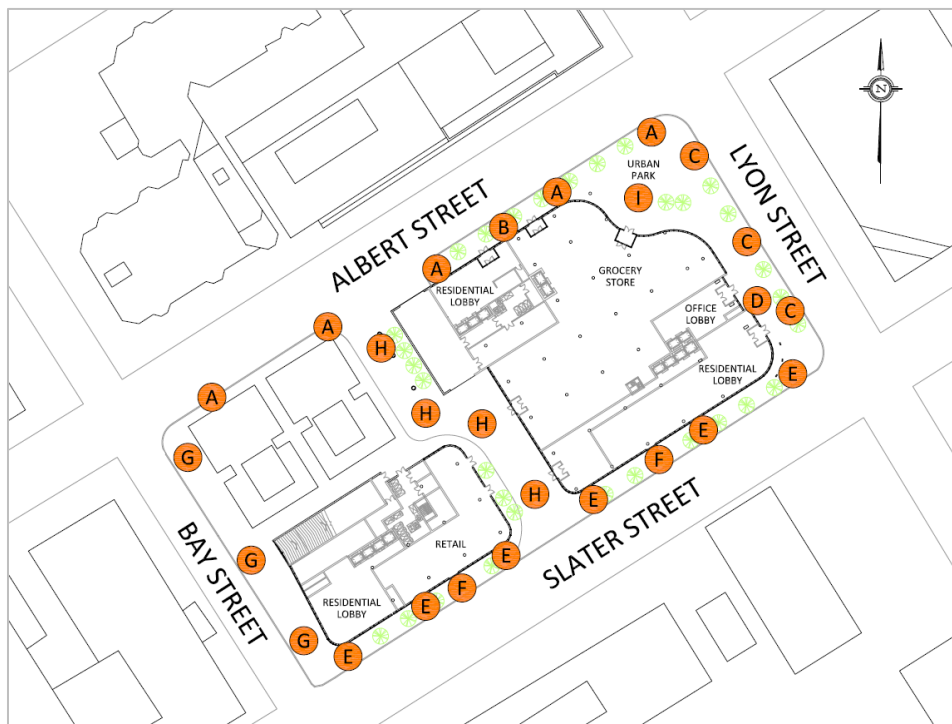 A
URBAN
PARK
C
LYON STREET
N
I
A
B
ALBERT STREET
A
RESIDENTIAL
LOBBY
GROCERY
STORE
C
D
C
OFFICE
LOBBY
A
H
RESIDENTIAL
LOBBY
E
A
H
H
E
G
F
H
E
SLATER STREET
BAY STREET
G
RETAIL
E
F
RESIDENTIAL
LOBBY
E
G
E